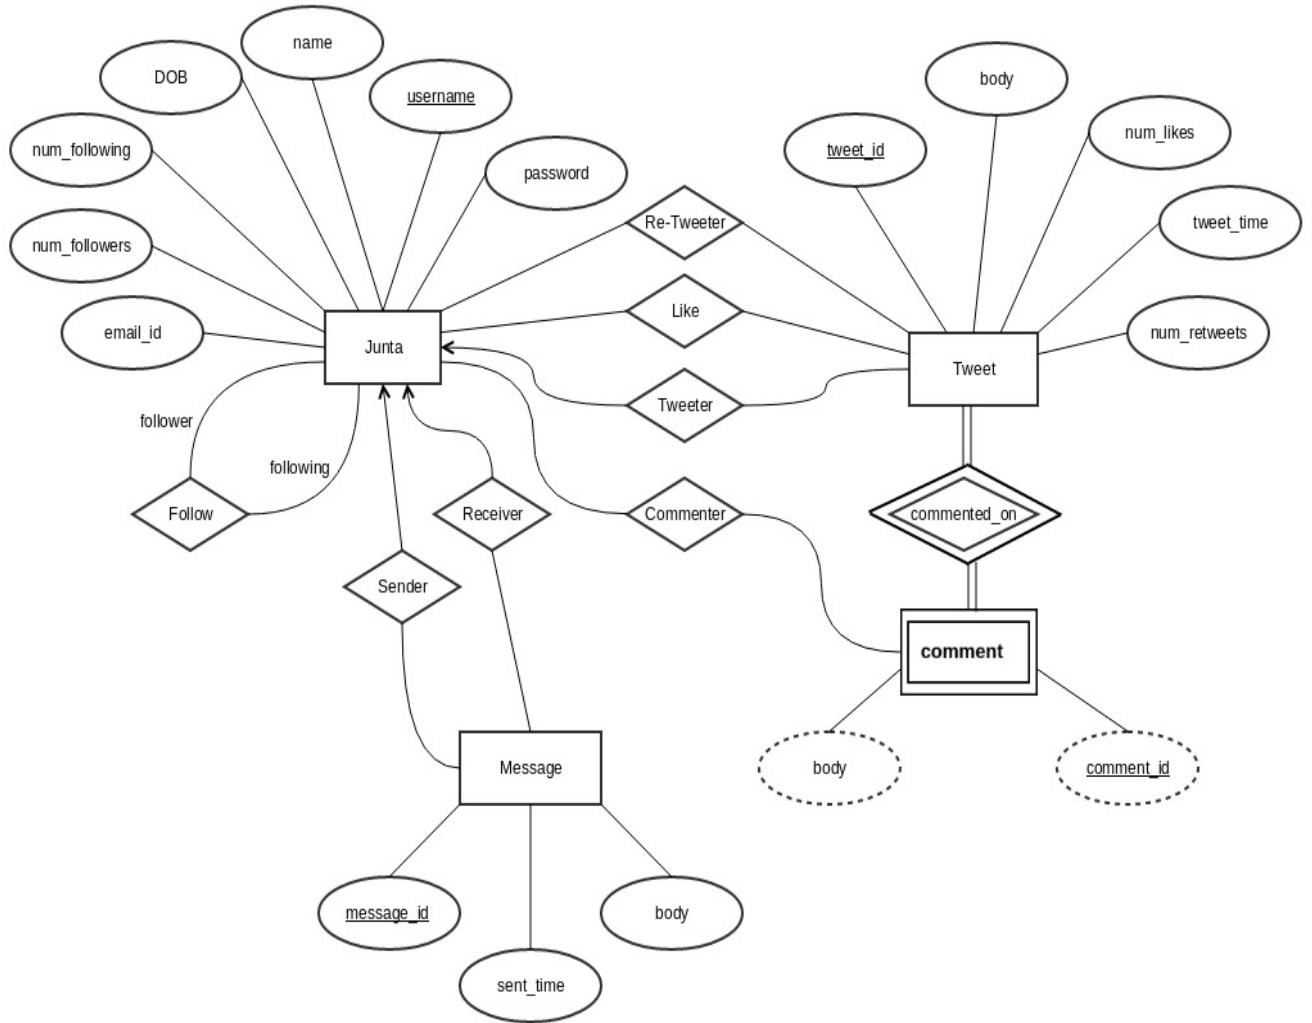 name
DOB
body
username
num_likes
num_following
tweet_id
password
Re-Tweeter
tweet_time
num_followers
Like
email_id
num_retweets
Junta
Tweet
Tweeter
follower
following
Follow
Receiver
Commenter
commented_on
Sender
comment
Message
body
comment_id
message_id
body
sent_time